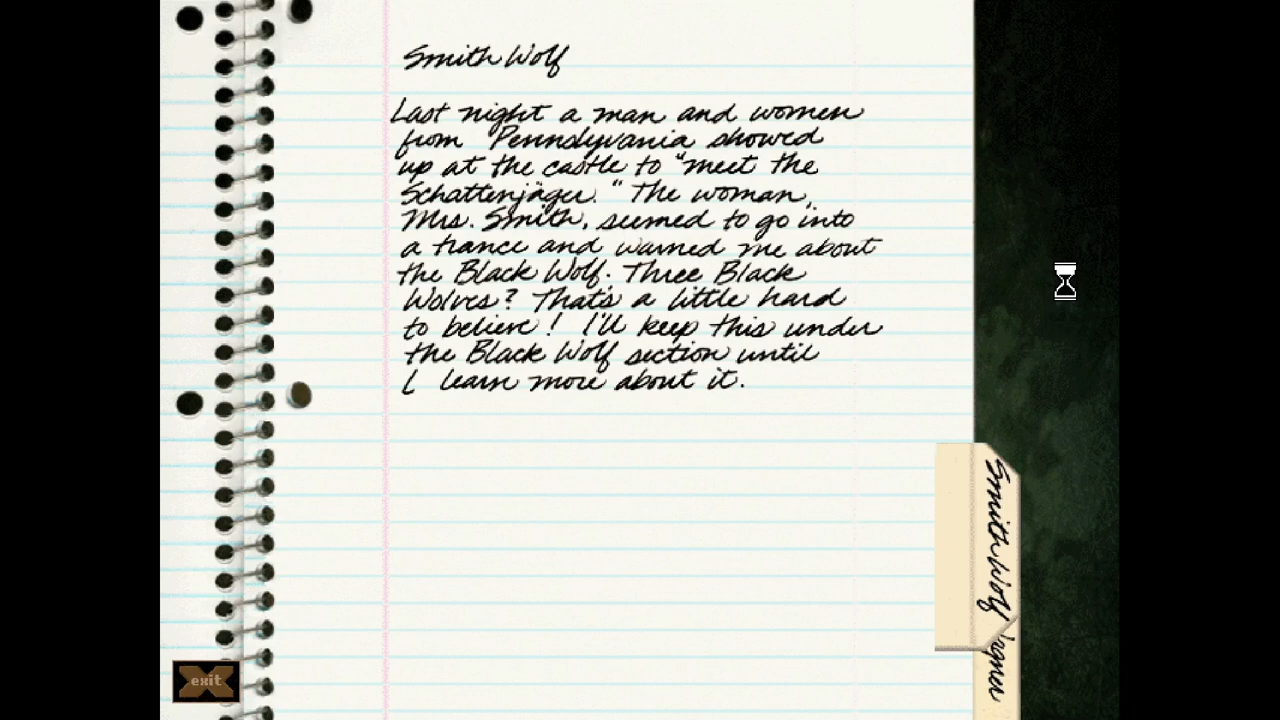 Smith Wolf
Last night a man and women
from Penndyvania showed
up at the castle to "meet the
Schattenjäger." The woman,
Mrs. Smith, seemed to go into
a trance and warned me about
the Black Wolf. Three Black
Wolves? That's a little hard
to believe! I'll keep this under
the Black Wolf section until
I learn more about it.
Smith Wolf
exit